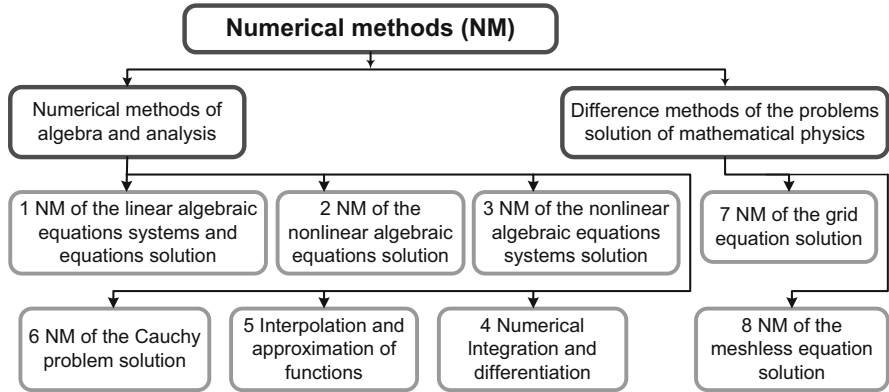 Numerical methods (NM)
Numerical methods of
algebra and analysis
Difference methods of the problems
solution of mathematical physics
1 NM of the linear algebraic
equations systems and
equations solution
2 NM of the
nonlinear algebraic
equations solution
3 NM of the nonlinear
algebraic equations
systems solution
7 NM of the grid
equation solution
6 NM of the Cauchy
problem solution
5 Interpolation and
approximation of
functions
4 Numerical
Integration and
differentiation
8 NM of the
meshless equation
solution